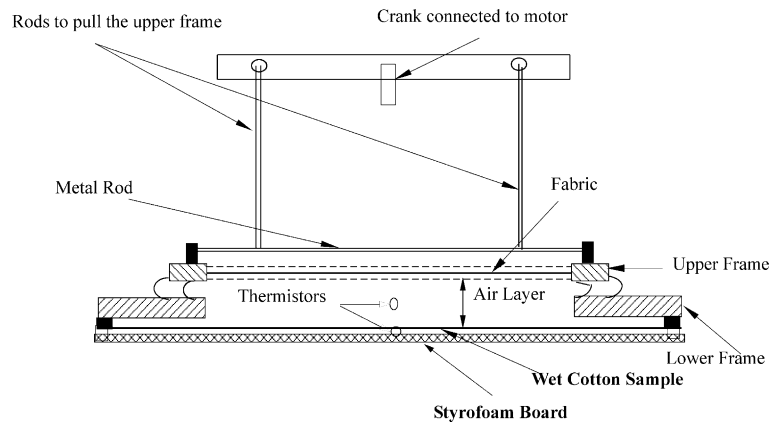 Rods to pull the upper frame
Crank connected to motor
Metal Rod
Fabric
Upper Frame
Thermistors
Air Layer
Lower Frame
Wet Cotton Sample
Styrofoam Board